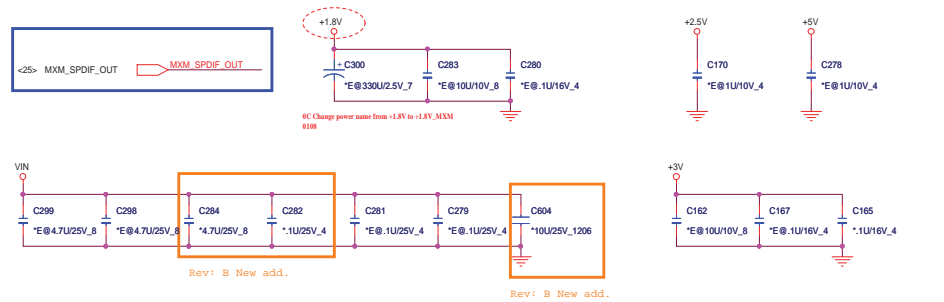 +1.8V
+2.5V
+5V
<25> MXM_SPDIF_OUT
MXM_SPDIF_OUT
+ C300
*E@330U/2.5V_7
C283
*E@10U/10V_8
C280
*E@.1U/16V_4
C170
*E@1U/10V_4
C278
*E@1U/10V_4
0C Change power name from +1.8V to +1.8V_MXM
0108
VIN
+3V
C299
*E@4.7U/25V_8
C298
*E@4.7U/25V_8
C284
*4.7U/25V_8
C282
*.1U/25V_4
C281
*E@.1U/25V_4
C279
*E@.1U/25V_4
C604
*10U/25V_1206
C162
*E@10U/10V_8
C167
*E@.1U/16V_4
C165
*.1U/16V_4
Rev: B New add.
Rev: B New add.